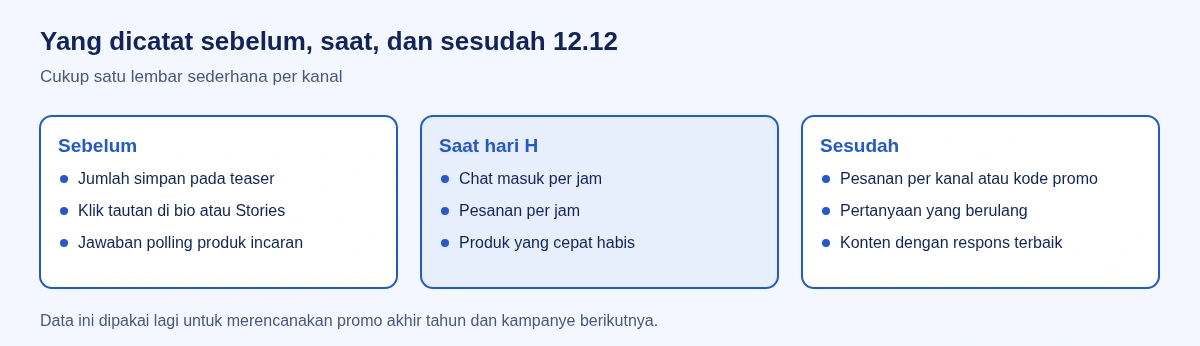 Yang dicatat sebelum, saat, dan sesudah 12.12
Cukup satu lembar sederhana per kanal
Sebelum
Jumlah simpan pada teaser
Klik tautan di bio atau Stories
Jawaban polling produk incaran
Saat hari H
Chat masuk per jam
Pesanan per jam
Produk yang cepat habis
Sesudah
Pesanan per kanal atau kode promo
Pertanyaan yang berulang
Konten dengan respons terbaik
Data ini dipakai lagi untuk merencanakan promo akhir tahun dan kampanye berikutnya.